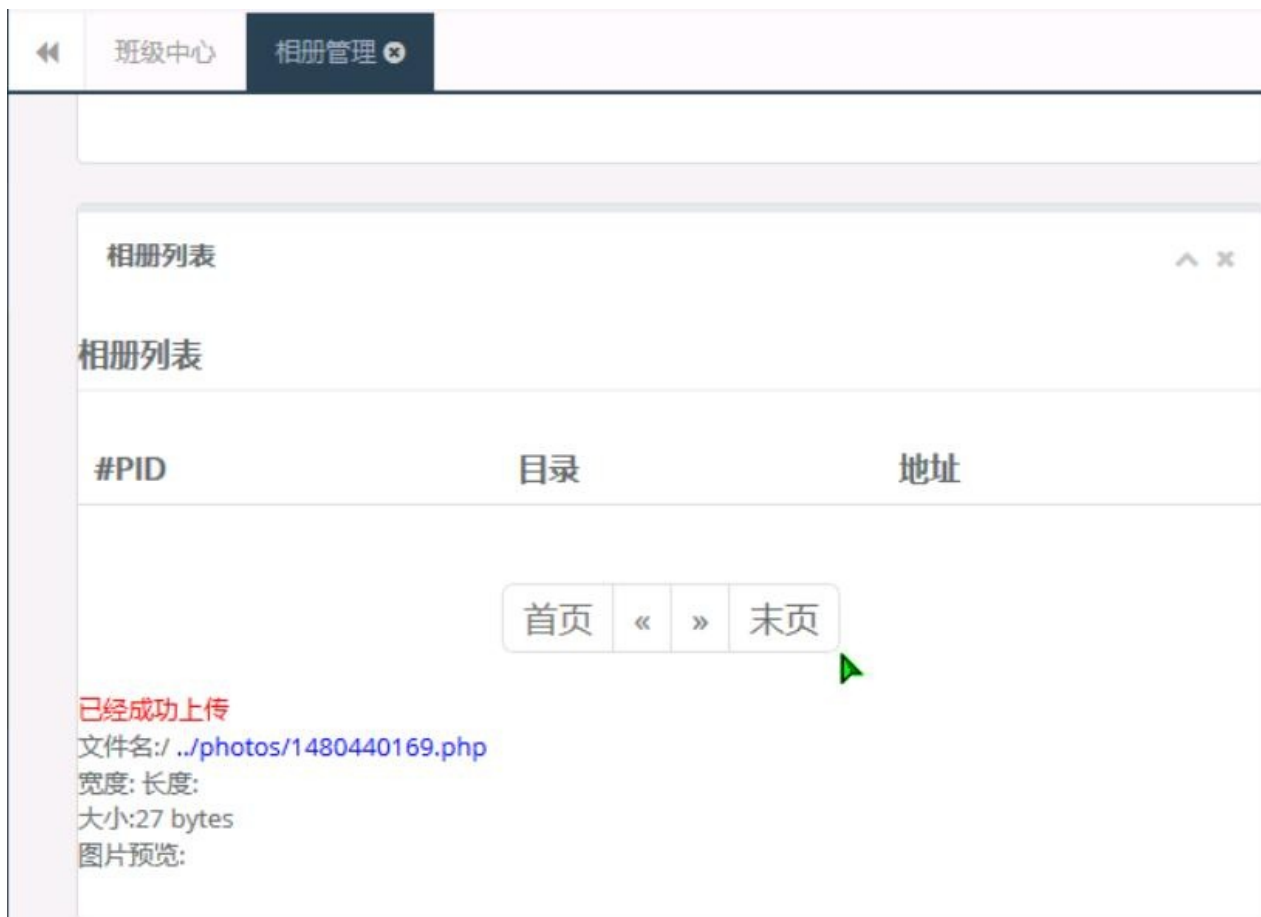 班级中心 相册管理
相册列表
相册列表
#PID 目录 地址
首页 « » 末页
已经成功上传
文件名:/ ../photos/1480440169.php
宽度: 长度:
大小:27 bytes
图片预览: